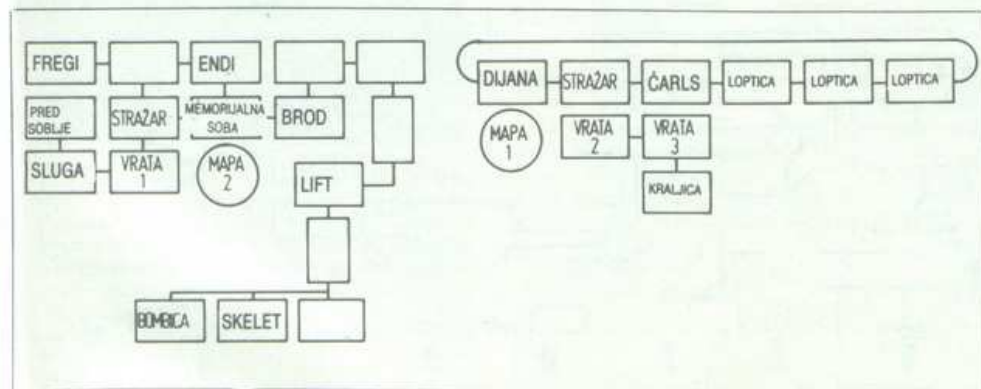 FREGI
ENDI
PRED
SOBLJE
STRAŽAR
MEMORIJALNA
SOBA
BROD
SLUGA
VRATA
1
MAPA
2
LIFT
BOMBICA
SKELET
DIJANA
STRAŽAR
ČARLS
LOPTICA
LOPTICA
LOPTICA
MAPA
1
VRATA
2
VRATA
3
KRALJICA